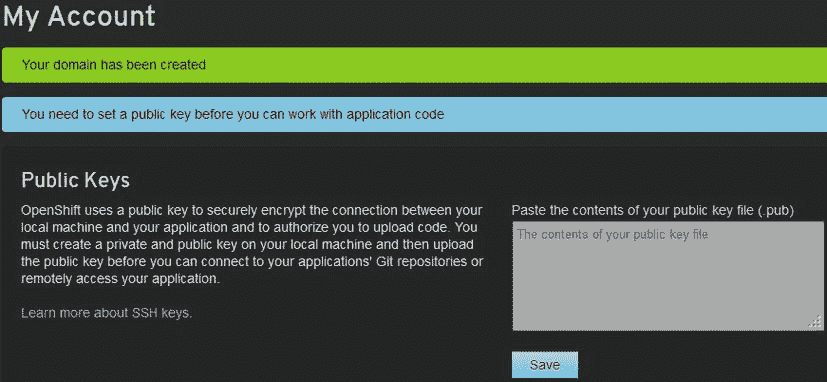 My Account
Your domain has been created
You need to set a public key before you can work with application code
Public Keys
OpenShift uses a public key to securely encrypt the connection between your
local machine and your application and to authorize you to upload code. You
must create a private and public key on your local machine and then upload
the public key before you can connect to your applications' Git repositories or
remotely access your application.
Learn more about SSH keys.
Paste the contents of your public key file (.pub)
The contents of your public key file
Save